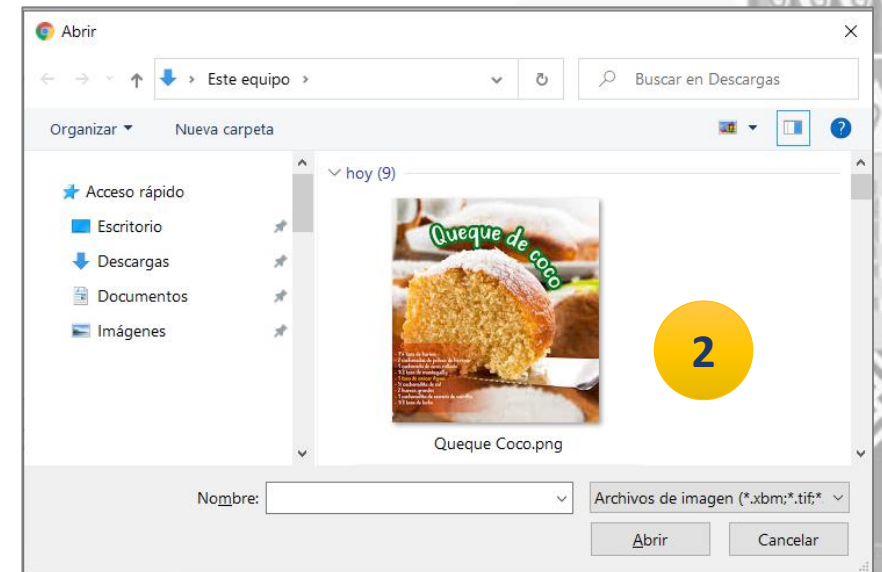 Abrir
Este equipo
Buscar en Descargas
Organizar
Nueva carpeta
Acceso rápido
Escritorio
Descargas
Documentos
Imágenes
hoy (9)
Queque de coco
2
Queque Coco.png
Nombre:
Archivos de imagen (*.xbm;*.tif;*
Abrir
Cancelar